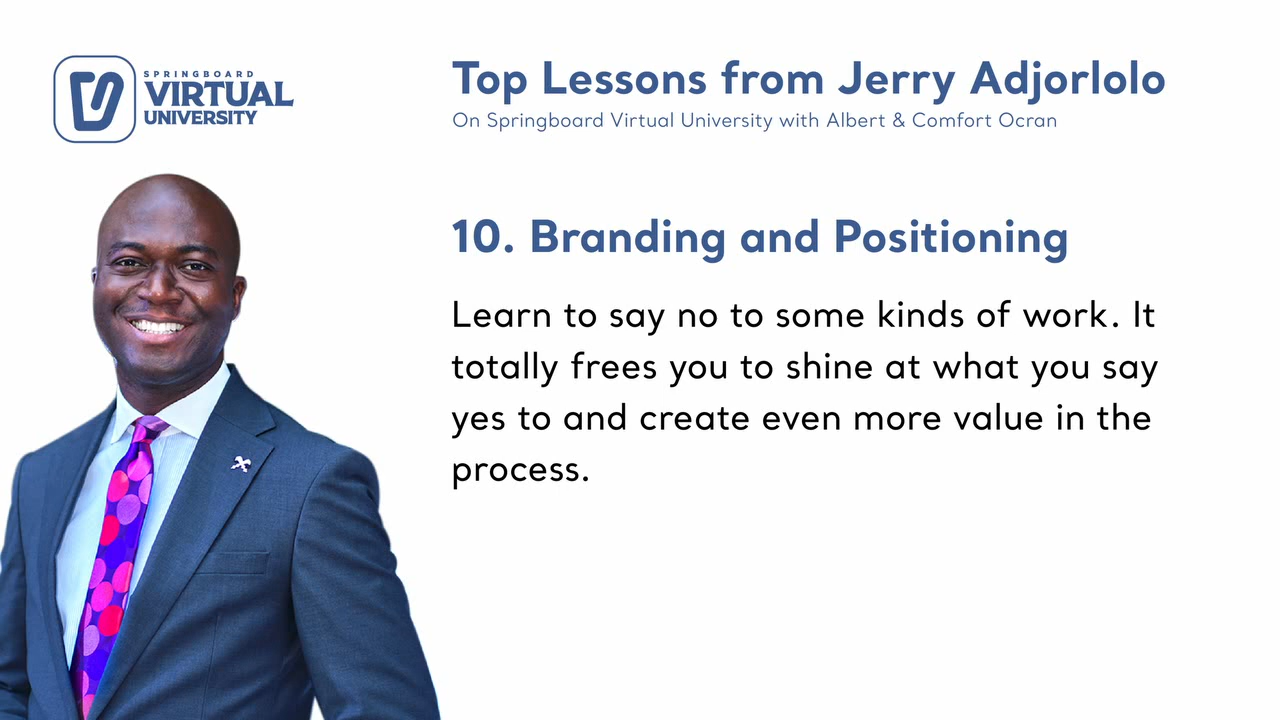 SPRINGBOARD
VIRTUAL
UNIVERSITY
Top Lessons from Jerry Adjorlolo
On Springboard Virtual University with Albert & Comfort Ocran
10. Branding and Positioning
Learn to say no to some kinds of work. It
totally frees you to shine at what you say
yes to and create even more value in the
process.